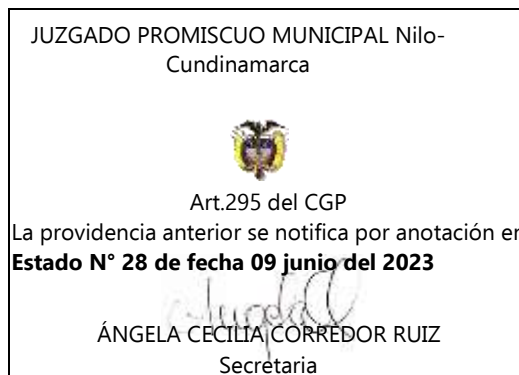 JUZGADO PROMISCUO MUNICIPAL Nilo-
Cundinamarca
Art.295 del CGP
La providencia anterior se notifica por anotación en
Estado N° 28 de fecha 09 junio del 2023
ÁNGELA CECILIA CORREDOR RUIZ
Secretaria